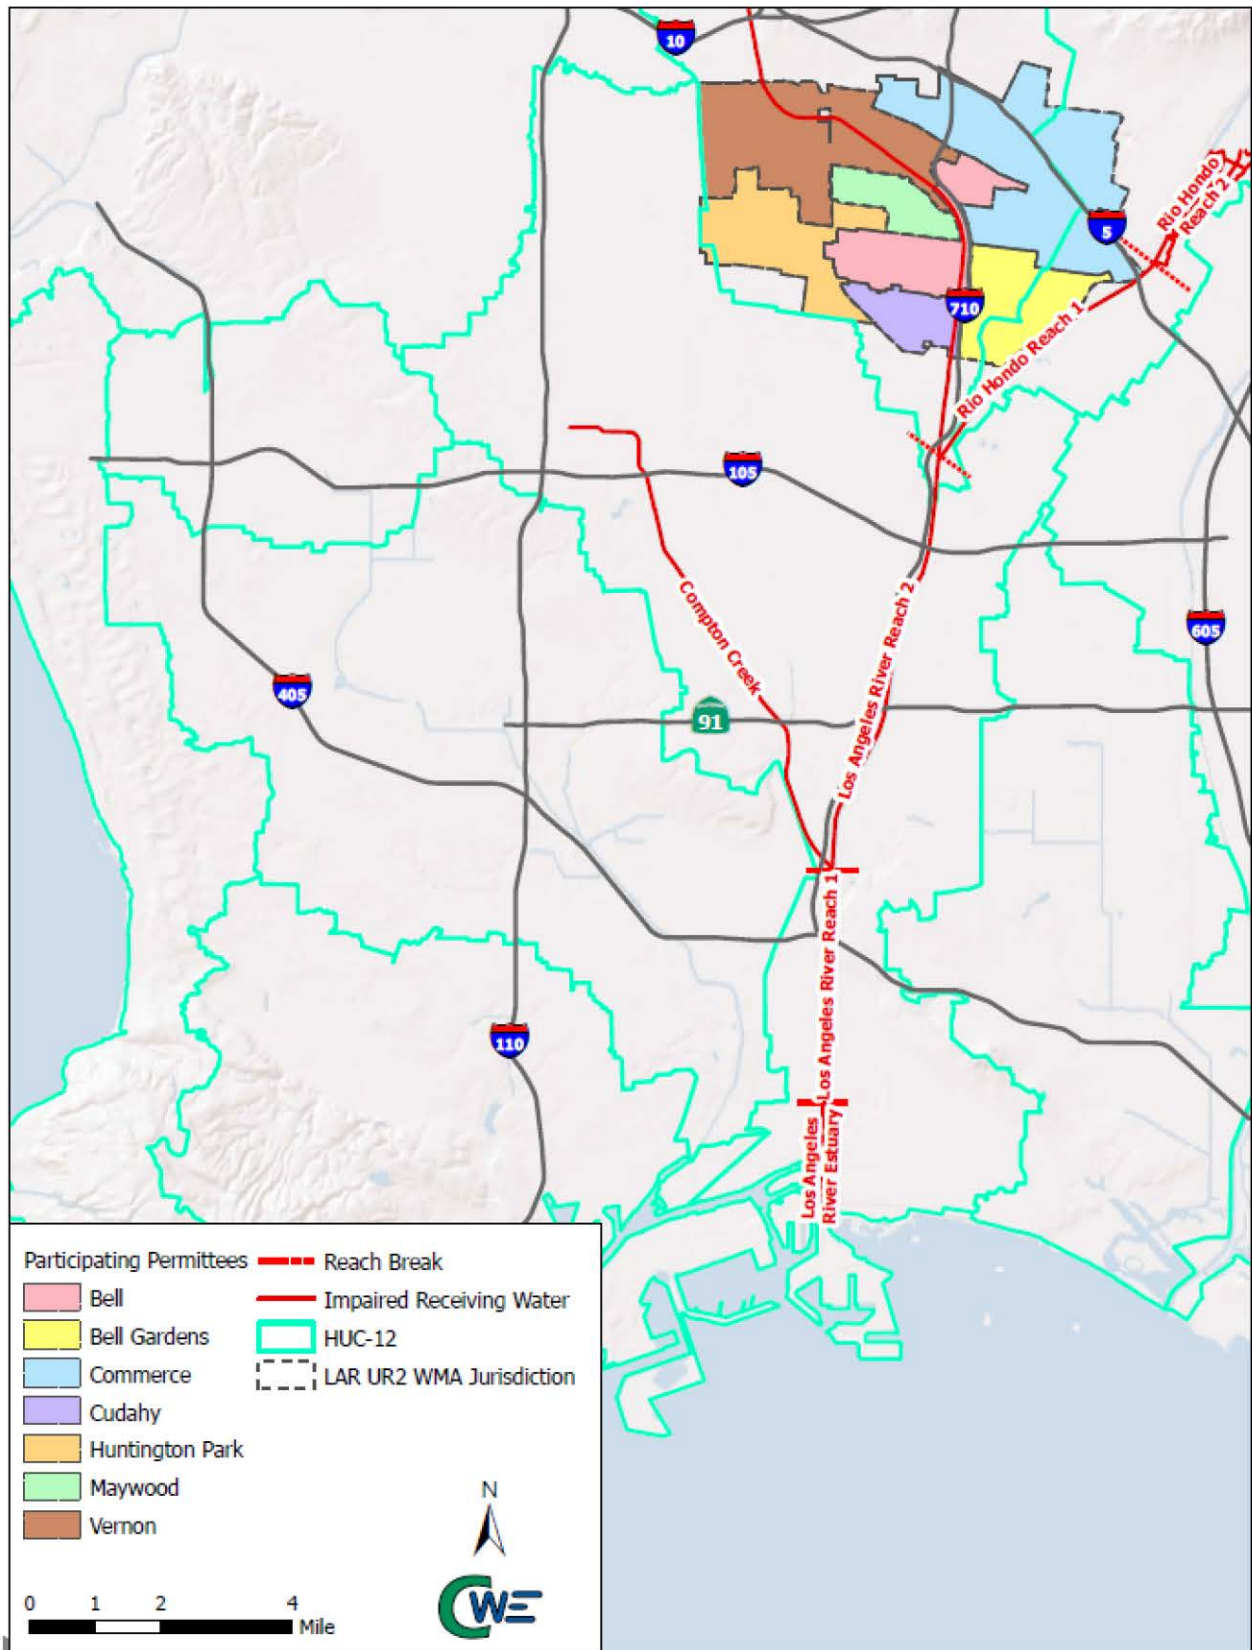 10
5
Rio Hondo
Reach 2
710
Rio Hondo Reach 1
105
Compton Creek
Los Angeles River Reach 2
605
405
91
Los Angeles River Reach 1
110
Los Angeles
River Estuary
Participating Permittees
Bell
Bell Gardens
Commerce
Cudahy
Huntington Park
Maywood
Vernon
Reach Break
Impaired Receiving Water
HUC-12
LAR UR2 WMA Jurisdiction
N
0 1 2 4
Mile
CWE